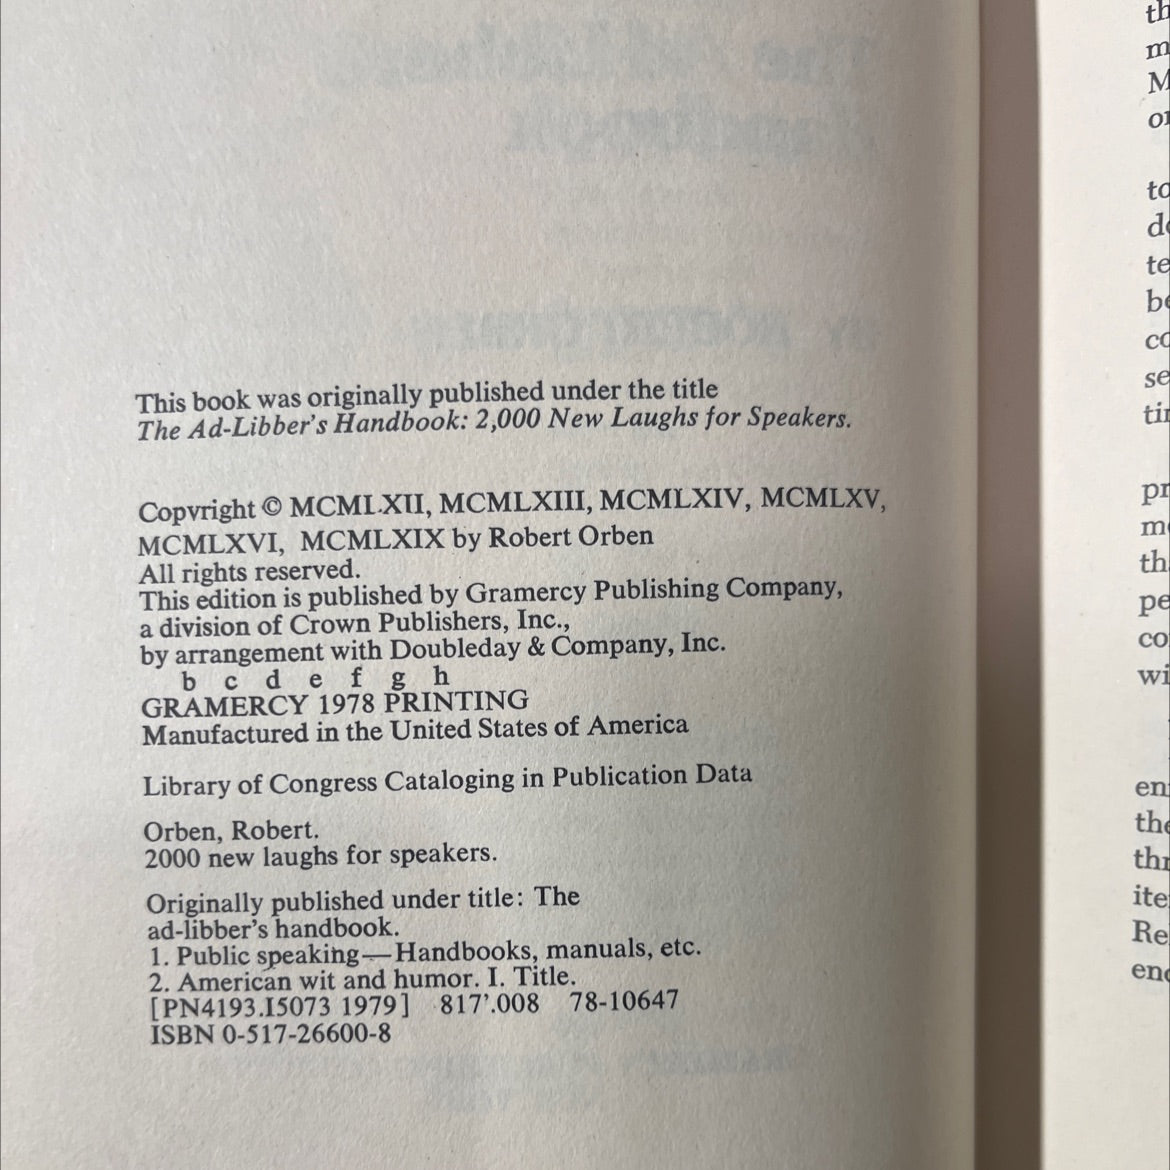 This book was originally published under the title
The Ad-Libber's Handbook: 2,000 New Laughs for Speakers.
Copyright © MCMLXII, MCMLXIII, MCMLXIV, MCMLXV,
MCMLXVI, MCMLXIX by Robert Orben
All rights reserved.
This edition is published by Gramercy Publishing Company,
a division of Crown Publishers, Inc.,
by arrangement with Doubleday & Company, Inc.
b c d e f g h
GRAMERCY 1978 PRINTING
Manufactured in the United States of America
Library of Congress Cataloging in Publication Data
Orben, Robert.
2000 new laughs for speakers.
Originally published under title: The
ad-libber's handbook.
1. Public speaking—Handbooks, manuals, etc.
2. American wit and humor. I. Title.
[PN4193.I5073 1979] 817'.008 78-10647
ISBN 0-517-26600-8